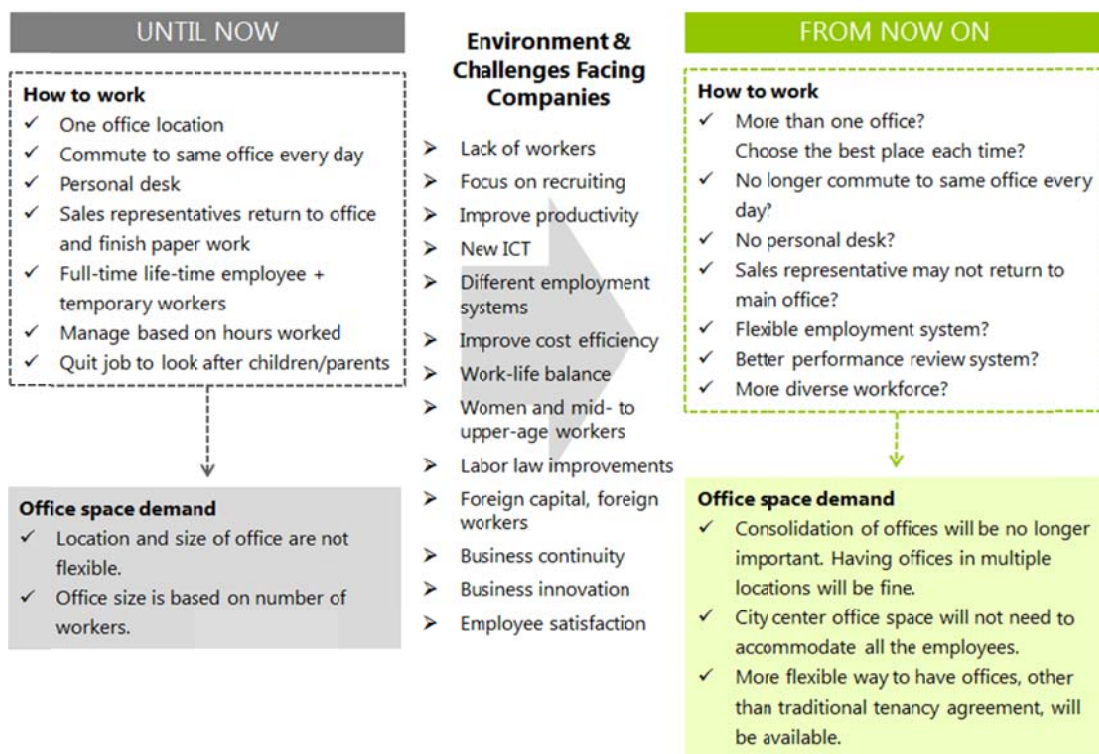 UNTIL NOW
How to work
✓ One office location
✓ Commute to same office every day
✓ Personal desk
✓ Sales representatives return to office
and finish paper work
✓ Full-time life-time employee +
temporary workers
✓ Manage based on hours worked
✓ Quit job to look after children/parents
Office space demand
✓ Location and size of office are not
flexible.
✓ Office size is based on number of
workers.
Environment &
Challenges Facing
Companies
➢ Lack of workers
➢ Focus on recruiting
➢ Improve productivity
➢ New ICT
➢ Different employment
systems
➢ Improve cost efficiency
➢ Work-life balance
➢ Women and mid- to
upper-age workers
➢ Labor law improvements
➢ Foreign capital, foreign
workers
➢ Business continuity
➢ Business innovation
➢ Employee satisfaction
FROM NOW ON
How to work
✓ More than one office?
Choose the best place each time?
✓ No longer commute to same office every
day?
✓ No personal desk?
✓ Sales representative may not return to
main office?
✓ Flexible employment system?
✓ Better performance review system?
✓ More diverse workforce?
Office space demand
✓ Consolidation of offices will be no longer
important. Having offices in multiple
locations will be fine.
✓ City center office space will not need to
accommodate all the employees.
✓ More flexible way to have offices, other
than traditional tenancy agreement, will
be available.